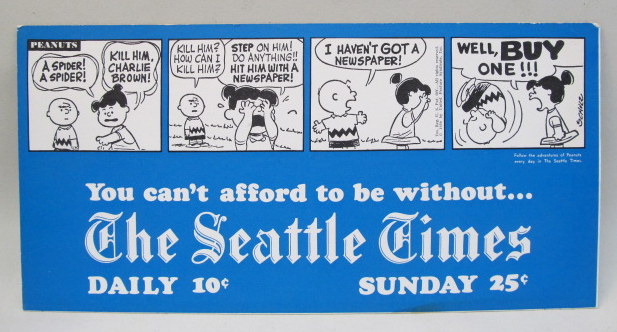 PEANUTS
A SPIDER!
A SPIDER!
KILL HIM,
CHARLIE
BROWN!
KILL HIM?
HOW CAN I
KILL HIM?
STEP ON HIM!
DO ANYTHING!!
HIT HIM WITH A
NEWSPAPER!
I HAVEN'T GOT A
NEWSPAPER!
WELL, BUY
ONE!!!
SCHULZ
Follow the adventures of Peanuts
every day in The Seattle Times.
You can't afford to be without...
The Seattle Times
DAILY 10¢
SUNDAY 25¢